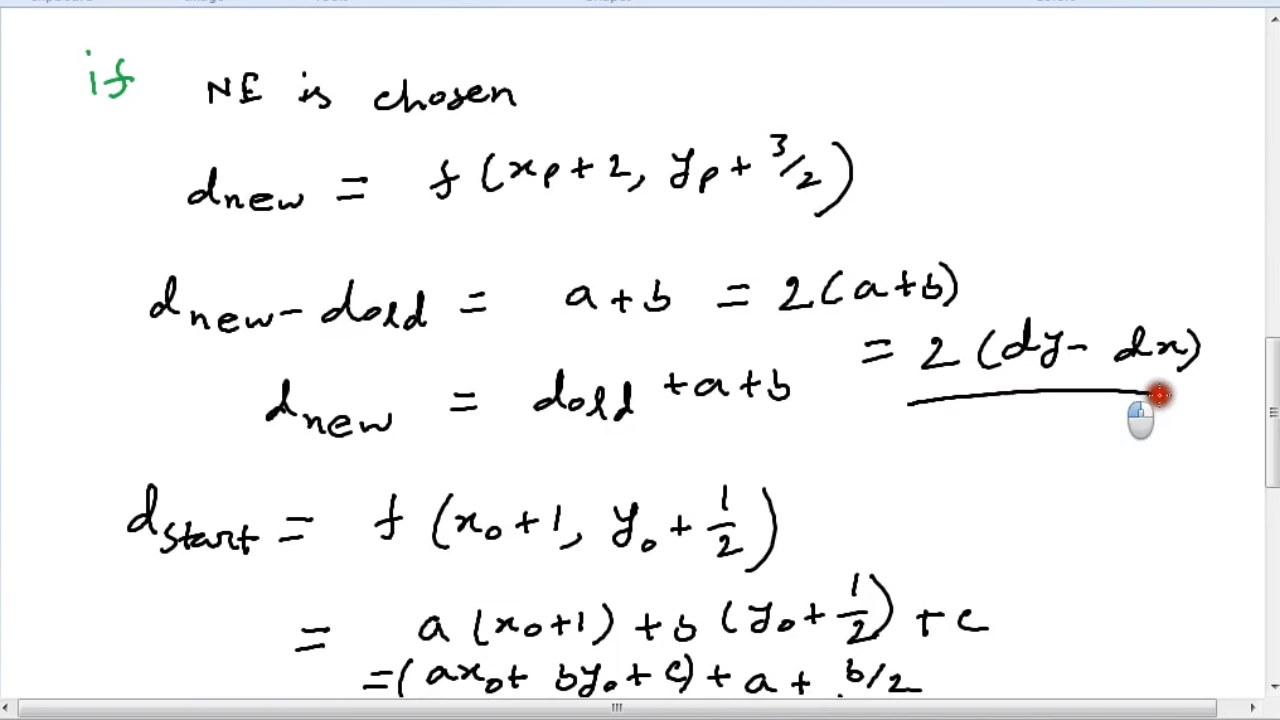 if NE is chosen
dnew = f(xp + 2, yp + 3/2)
dnew - dold = a + b = 2(a+b)
= 2(dy - dx)
dnew = dold + a + b
dstart = f(x0 + 1, y0 + 1/2)
= a(x0+1) + b(y0 + 1/2) + c
=(ax0 + by0 + c) + a + b/2